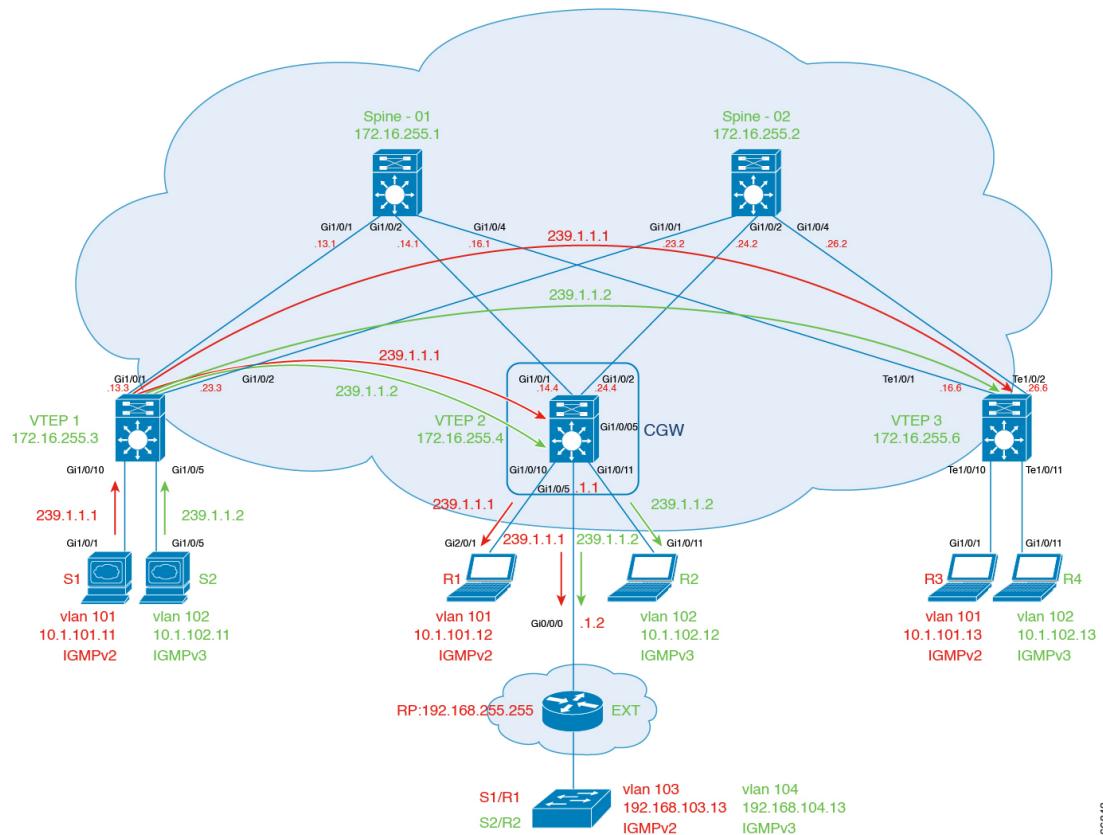 Spine - 01
172.16.255.1
Spine - 02
172.16.255.2
Gi1/0/1
Gi1/0/2
Gi1/0/4
Gi1/0/1
Gi1/0/2
Gi1/0/4
.13.1
.14.1
.16.1
.23.2
.24.2
.26.2
239.1.1.1
239.1.1.2
239.1.1.1
239.1.1.2
Gi1/0/1
.13.3
Gi1/0/2
.23.3
Gi1/0/1
.14.4
Gi1/0/2
.24.4
Te1/0/1
.16.6
Te1/0/2
.26.6
VTEP 1
172.16.255.3
VTEP 2
172.16.255.4
Gi1/0/05
CGW
VTEP 3
172.16.255.6
Gi1/0/10
Gi1/0/5
Gi1/0/10
Gi1/0/11
Gi1/0/5
.1.1
Te1/0/10
Te1/0/11
239.1.1.1
239.1.1.2
239.1.1.1
239.1.1.2
239.1.1.1
239.1.1.2
Gi1/0/1
Gi1/0/5
Gi2/0/1
Gi1/0/11
Gi1/0/1
Gi1/0/11
S1
S2
R1
R2
R3
R4
vlan 101
10.1.101.11
IGMPv2
vlan 102
10.1.102.11
IGMPv3
vlan 101
10.1.101.12
IGMPv2
Gi0/0/0
.1.2
vlan 102
10.1.102.12
IGMPv3
vlan 101
10.1.101.13
IGMPv2
vlan 102
10.1.102.13
IGMPv3
RP:192.168.255.255
EXT
S1/R1
S2/R2
vlan 103
192.168.103.13
IGMPv2
vlan 104
192.168.104.13
IGMPv3